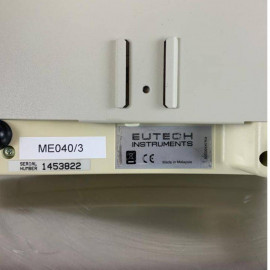 EUTECH
INSTRUMENTS
ME040/3
CE
Made in Malaysia
SERIAL
NUMBER 1453822